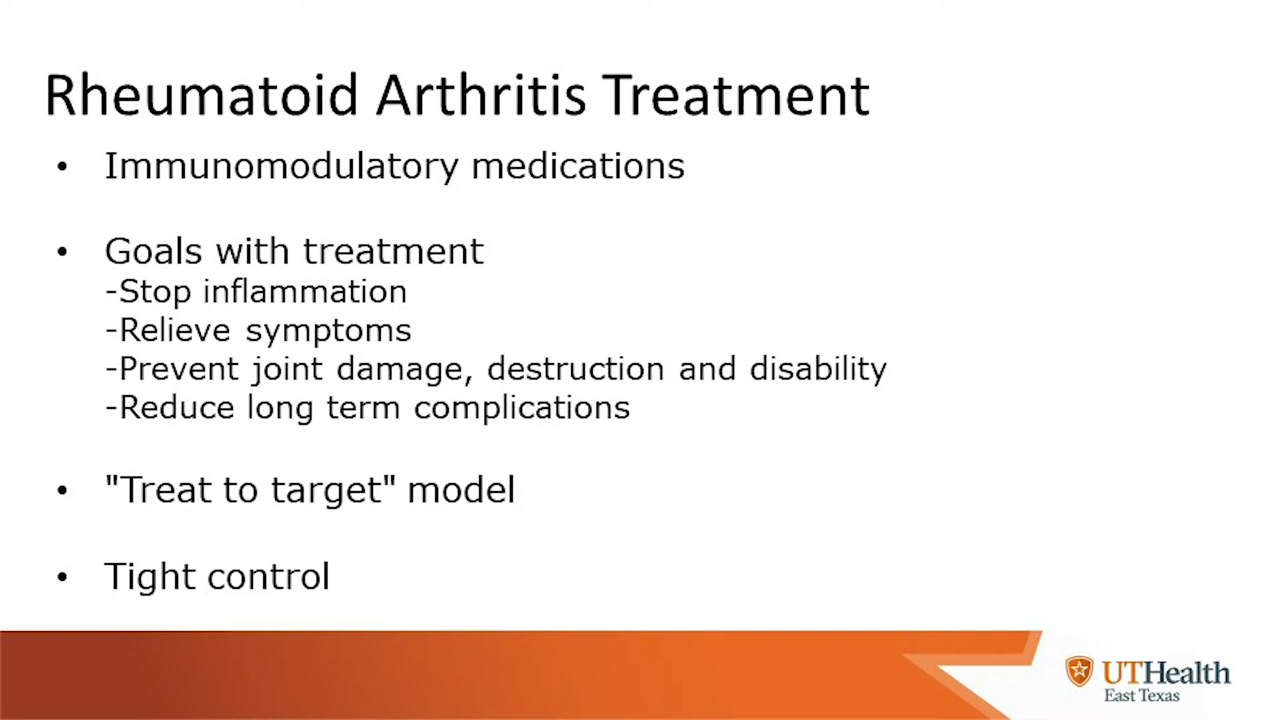 Rheumatoid Arthritis Treatment
• Immunomodulatory medications
• Goals with treatment
-Stop inflammation
-Relieve symptoms
-Prevent joint damage, destruction and disability
-Reduce long term complications
• "Treat to target" model
• Tight control
UTHealth
East Texas